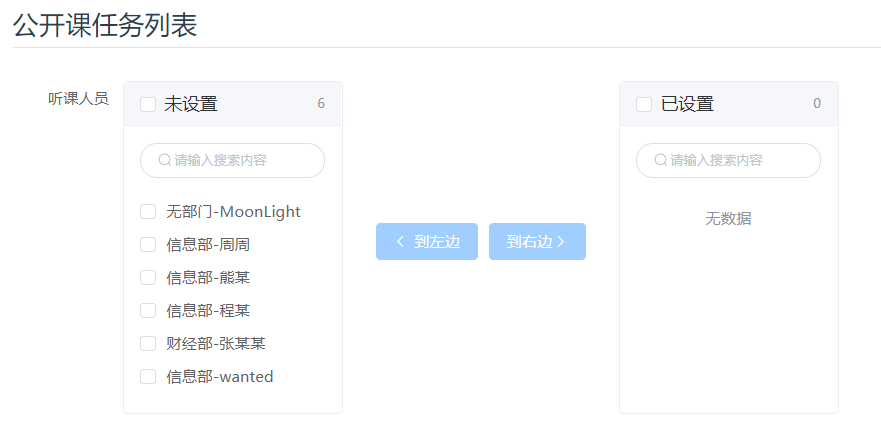 公开课任务列表
听课人员
未设置 6
请输入搜索内容
无部门-MoonLight
信息部-周周
信息部-熊某
信息部-程某
财经部-张某某
信息部-wanted
到左边
到右边
已设置 0
请输入搜索内容
无数据